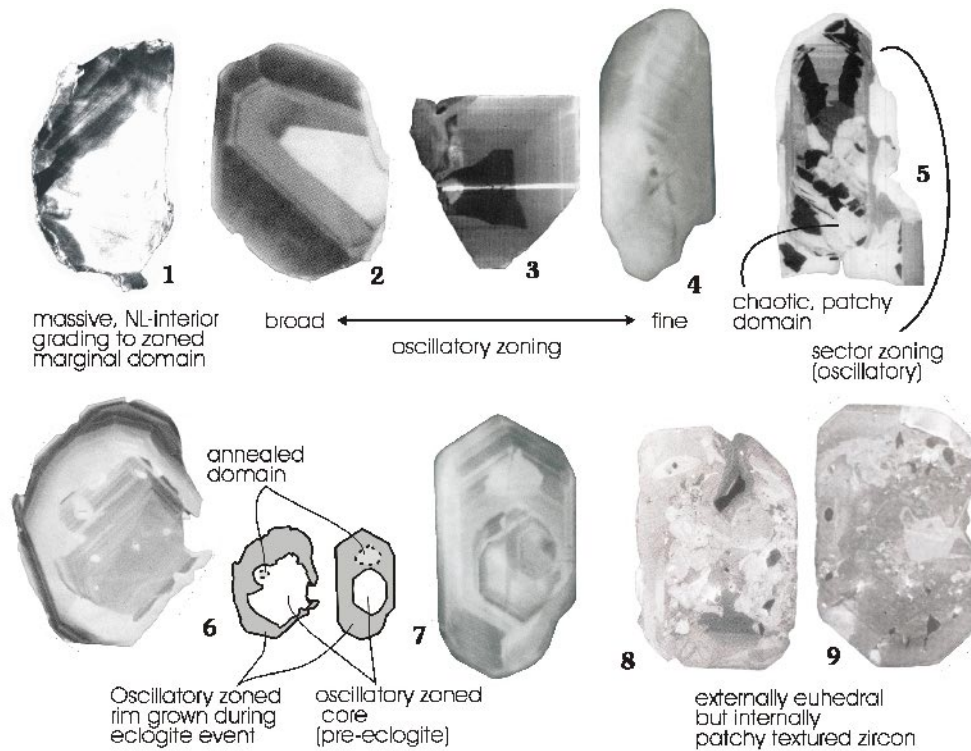 1
2
3
4
5
massive, NL-interior
grading to zoned
marginal domain
broad
fine
oscillatory zoning
chaotic, patchy
domain
sector zoning
(oscillatory)
annealed
domain
6
7
8
9
Oscillatory zoned
rim grown during
eclogite event
oscillatory zoned
core
(pre-eclogite)
externally euhedral
but internally
patchy textured zircon